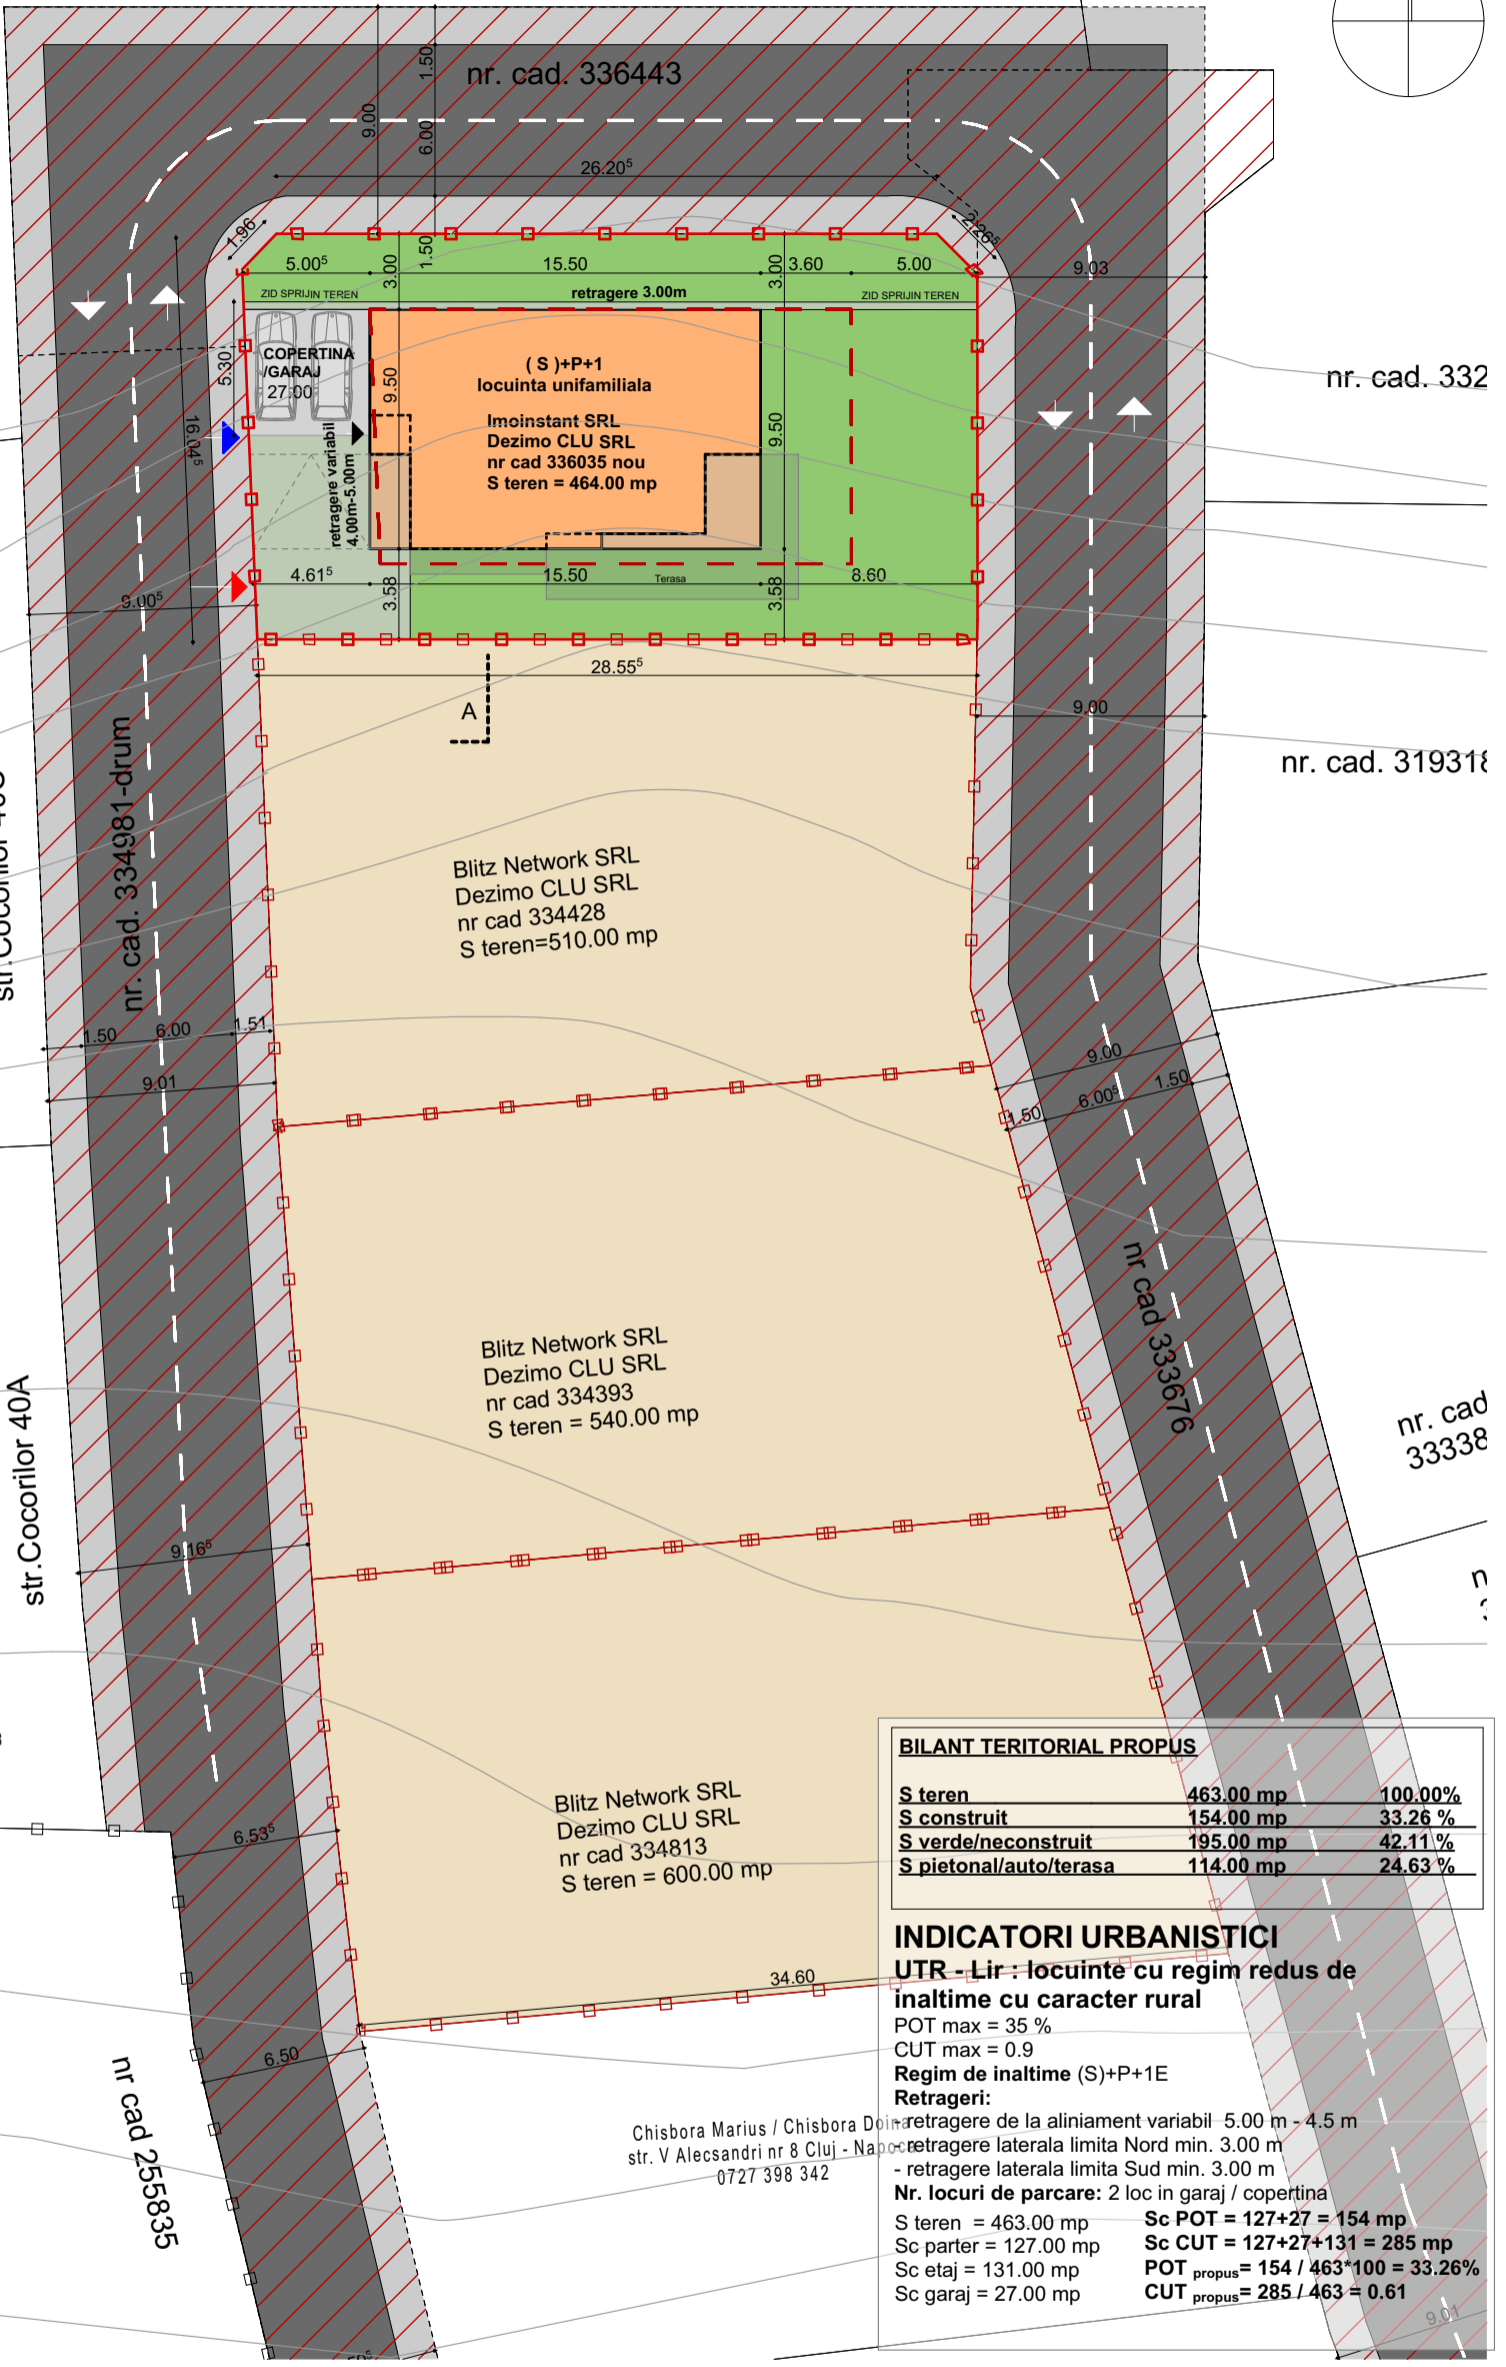 nr. cad. 336443
1.50
9.00
6.00
26.20⁵
1.96
2.26⁵
1.50
5.00⁵
3.00
15.50
3.00
3.60
5.00
9.03
ZID SPRIJIN TEREN
retragere 3.00m
ZID SPRIJIN TEREN
COPERTINA
/GARAJ
27.00
5.30
9.50
( S )+P+1
locuinta unifamiliala
Imoinstant SRL
Dezimo CLU SRL
nr cad 336035 nou
S teren = 464.00 mp
9.50
nr. cad. 332
16.04⁵
retragere variabil
4.00m-5.00m
4.61⁵
3.58
15.50
Terasa
3.58
8.60
9.00⁵
28.55⁵
A
9.00
nr. cad. 319318
nr. cad. 334981-drum
Blitz Network SRL
Dezimo CLU SRL
nr cad 334428
S teren=510.00 mp
1.50
6.00
1.51
9.01
9.00
1.50
6.00⁵
1.50
nr cad 333676
Blitz Network SRL
Dezimo CLU SRL
nr cad 334393
S teren = 540.00 mp
str.Cocorilor 40A
nr. cad
33338
9.16⁵
Blitz Network SRL
Dezimo CLU SRL
nr cad 334813
S teren = 600.00 mp
6.53⁵
34.60
6.50
nr cad 255835
Chisbora Marius / Chisbora Doina
str. V Alecsandri nr 8 Cluj - Napoca
0727 398 342
BILANT TERITORIAL PROPUS
S teren 463.00 mp 100.00%
S construit 154.00 mp 33.26 %
S verde/neconstruit 195.00 mp 42.11 %
S pietonal/auto/terasa 114.00 mp 24.63 %
INDICATORI URBANISTICI
UTR - Lir : locuinte cu regim redus de
inaltime cu caracter rural
POT max = 35 %
CUT max = 0.9
Regim de inaltime (S)+P+1E
Retrageri:
- retragere de la aliniament variabil 5.00 m - 4.5 m
- retragere laterala limita Nord min. 3.00 m
- retragere laterala limita Sud min. 3.00 m
Nr. locuri de parcare: 2 loc in garaj / copertina
S teren = 463.00 mp
Sc parter = 127.00 mp
Sc etaj = 131.00 mp
Sc garaj = 27.00 mp
Sc POT = 127+27 = 154 mp
Sc CUT = 127+27+131 = 285 mp
POT propus= 154 / 463*100 = 33.26%
CUT propus= 285 / 463 = 0.61
9.01